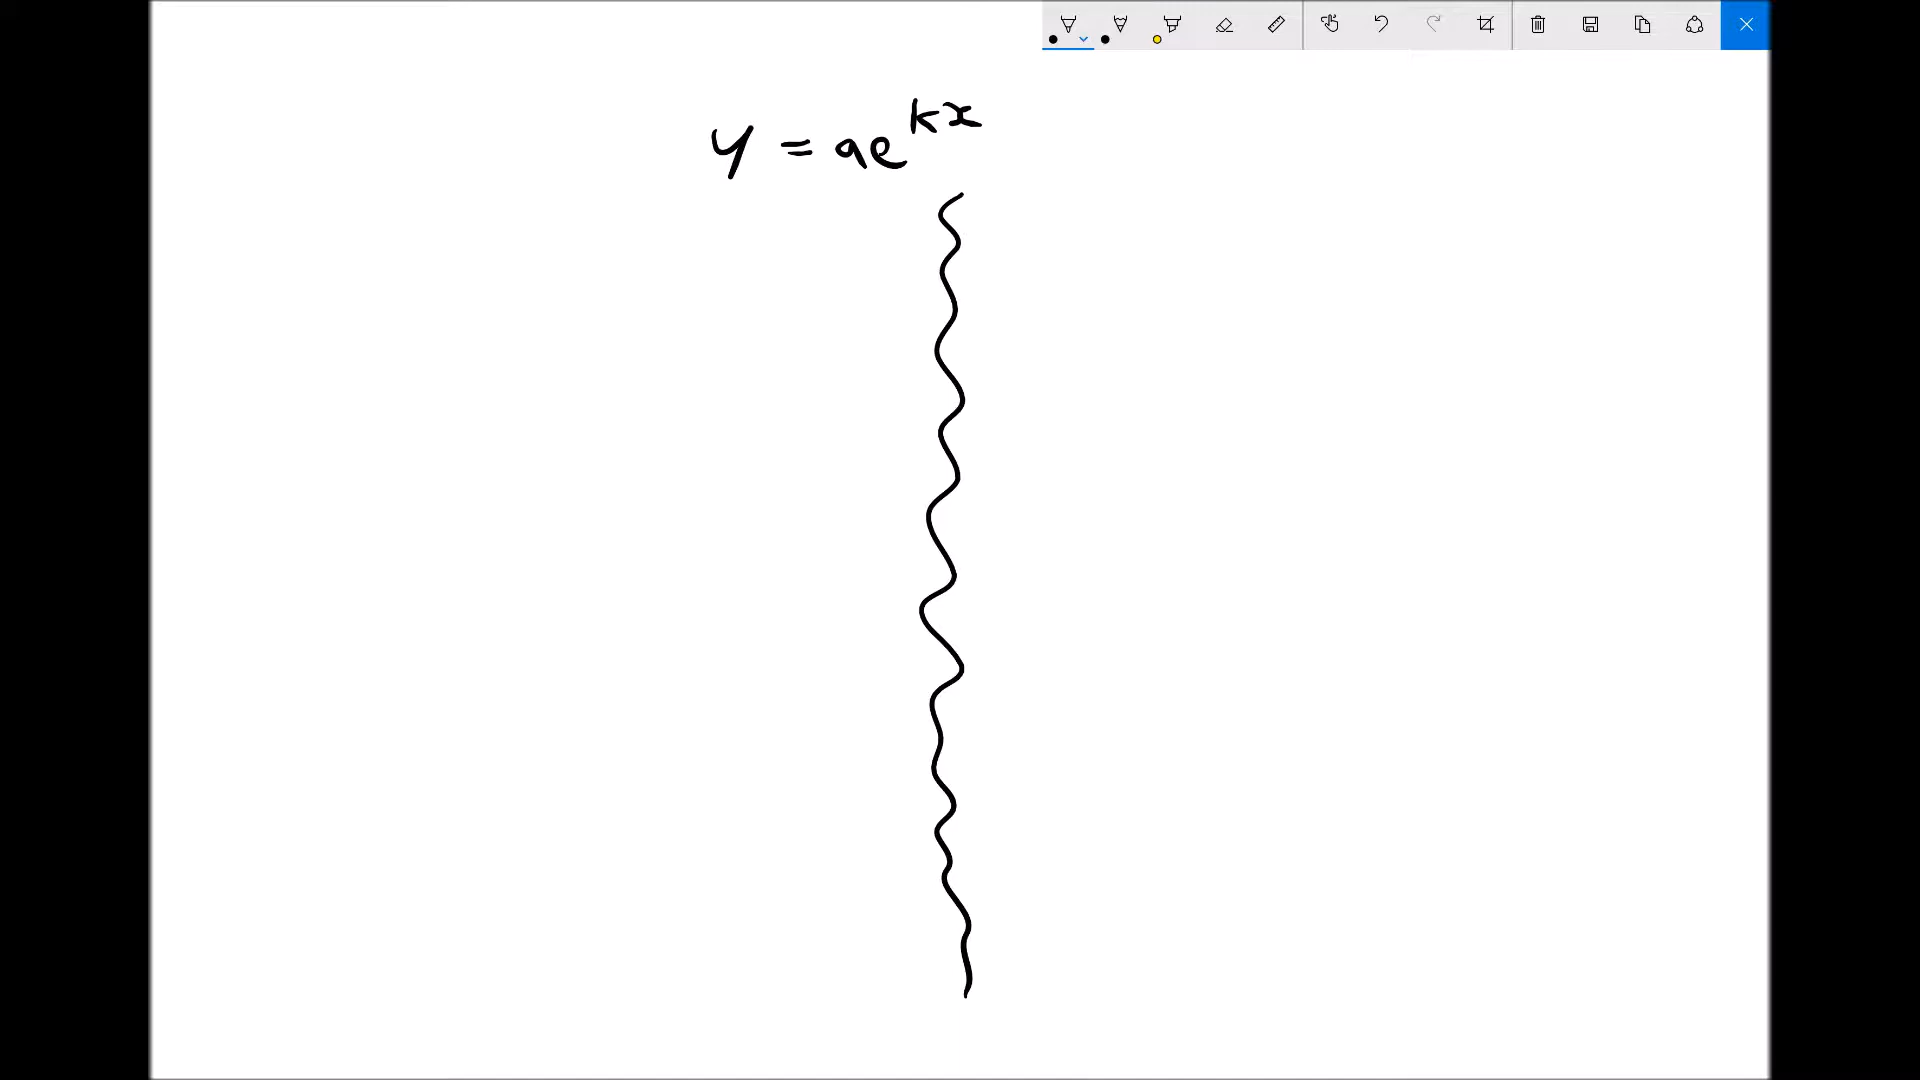 y = ae^{kx}